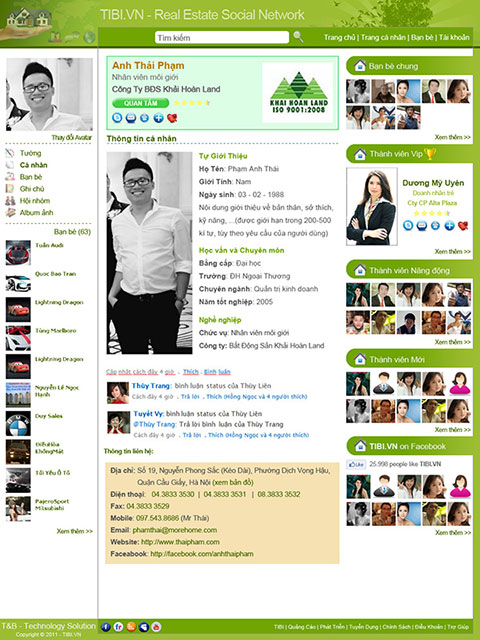 TIBI.VN - Real Estate Social Network
Tìm kiếm
Trang chủ | Trang cá nhân | Bạn bè | Tài khoản
Thay đổi Avatar
Tường
Cá nhân
Bạn bè
Ghi chú
Hội nhóm
Album ảnh
Bạn bè (63)
Tuấn Audi
Quoc Bao Tran
Lightning Dragon
Tùng Marlboro
Lightning Dragon
Nguyễn Lê Ngọc
Hạnh
Duy Sales
ĐiềuHòa
KhôngMát
Tôi Yêu Ô Tô
PajeroSport
Mitsubishi
Xem thêm >>
Anh Thái Phạm
Nhân viên môi giới
Công Ty BĐS Khải Hoàn Land
QUAN TÂM
KHAI HOAN LAND
ISO 9001:2008
Thông tin cá nhân
Tự Giới Thiệu
Họ Tên: Phạm Anh Thái
Giới Tính: Nam
Ngày sinh: 03 - 02 - 1988
Nội dung giới thiệu về bản thân, sở thích,
kỹ năng, ...(được giới hạn trong 200-500
kí tự, tùy theo yêu cầu của người dùng)
Học vấn và Chuyên môn
Bằng cấp: Đại học
Trường: ĐH Ngoại Thương
Chuyên ngành: Quản trị kinh doanh
Năm tốt nghiệp: 2005
Nghề nghiệp
Chức vụ: Nhân viên môi giới
Công ty: Bất Động Sản Khải Hoàn Land
Cập nhật cách đây 4 giờ . Thích . Bình luận
Thùy Trang: bình luận status của Thùy Liên
Cách đây 4 giờ . Trả lời . Thích (Hồng Ngọc và 4 người thích)
Tuyết Vy: bình luận status của Thùy Liên
@Thùy Trang: Trả lời bình luận của Thùy Trang
Cách đây 4 giờ . Trả lời . Thích (Hồng Ngọc và 4 người thích)
Thông tin liên hệ:
Địa chỉ: Số 19, Nguyễn Phong Sắc (Kéo Dài), Phường Dịch Vọng Hậu,
Quận Cầu Giấy, Hà Nội (xem bản đồ)
Điện thoại: 04.3833 3530 | 04.3833 3531 | 08.3833 3532
Fax: 04.3833 3529
Mobile: 097.543.8686 (Mr Thái)
Email: phamthai@morehome.com
Website: http://www.thaipham.com
Faceabook: http://facebook.com/anhthaipham
Bạn bè chung
Xem thêm >>
Thành viên Vip
Dương Mỹ Uyên
Doanh nhân trẻ
Cty CP Alta Plaza
Xem thêm >>
Thành viên Năng động
Xem thêm >>
Thành viên Mới
Xem thêm >>
TIBI.VN on Facebook
Like
25.998 people like TIBI.VN
Xem thêm >>
T&B - Technology Solution
Copyright © 2011 - TIBI.VN
TIBI | Quảng Cáo | Phát Triển | Tuyển Dụng | Chính Sách | Điều Khoản | Trợ Giúp